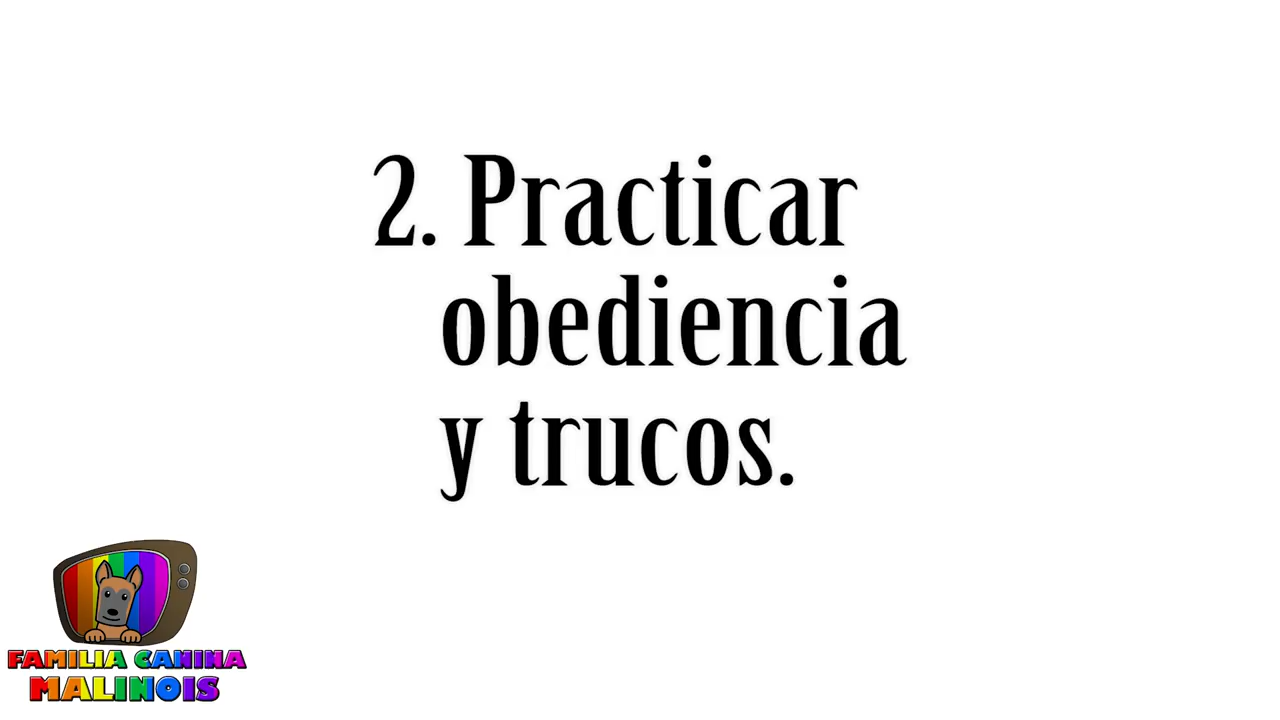 2. Practicar
obediencia
y trucos.
FAMILIA CANINA
MALINOIS